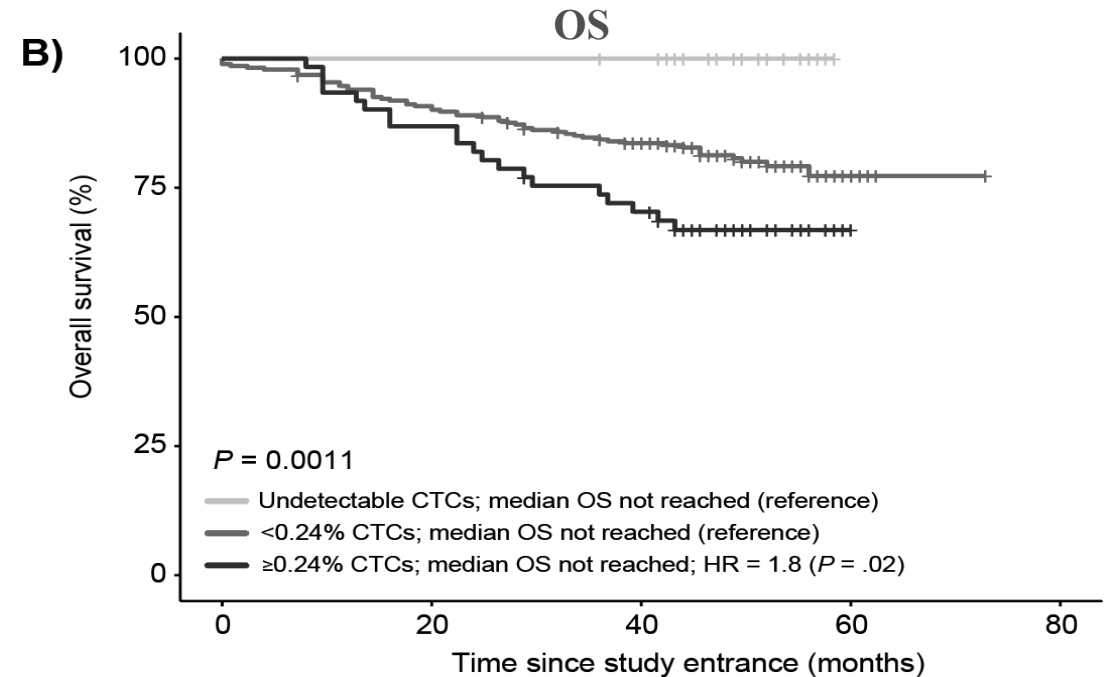 OS
B)
100
75
50
25
0
Overall survival (%)
P = 0.0011
Undetectable CTCs; median OS not reached (reference)
<0.24% CTCs; median OS not reached (reference)
≥0.24% CTCs; median OS not reached; HR = 1.8 (P = .02)
0 20 40 60 80
Time since study entrance (months)